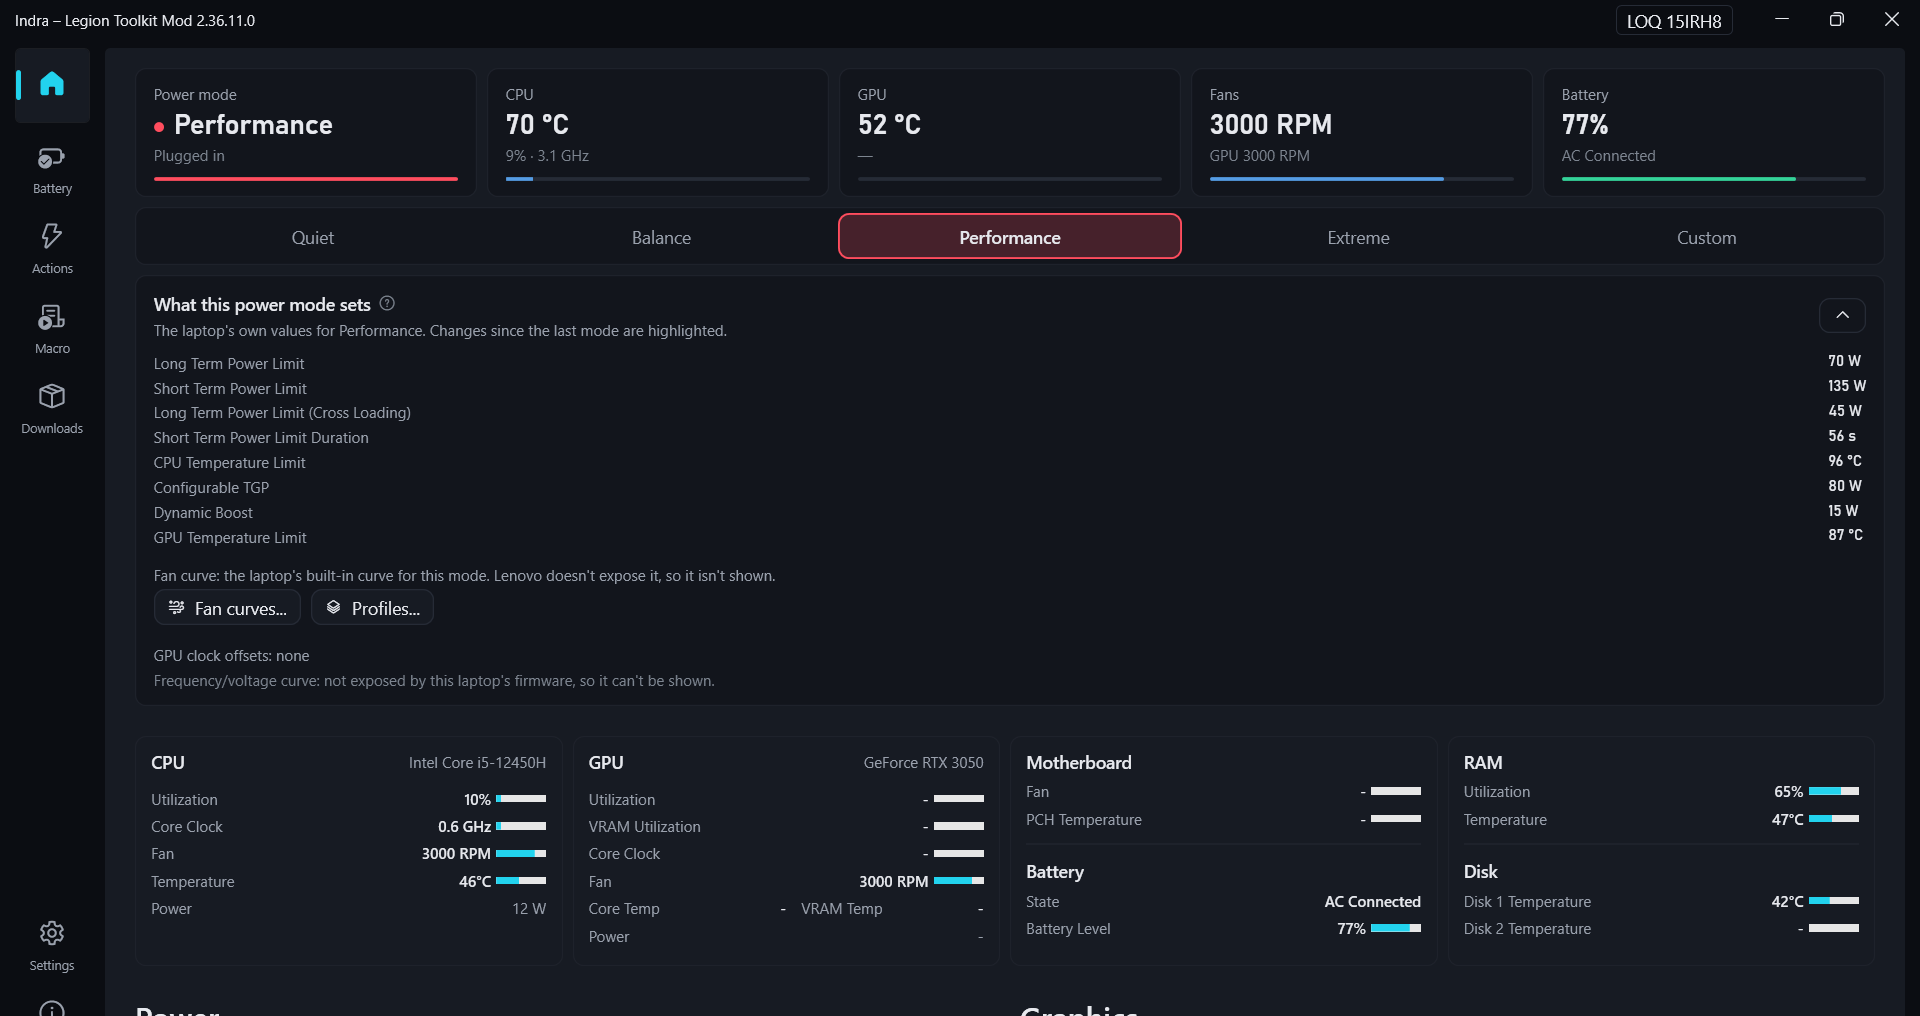 Indra – Legion Toolkit Mod 2.36.11.0
LOQ 15IRH8
Battery
Actions
Macro
Downloads
Settings
Power mode
Performance
Plugged in
CPU
70 °C
9% · 3.1 GHz
GPU
52 °C
—
Fans
3000 RPM
GPU 3000 RPM
Battery
77%
AC Connected
Quiet
Balance
Performance
Extreme
Custom
What this power mode sets
The laptop's own values for Performance. Changes since the last mode are highlighted.
Long Term Power Limit 70 W
Short Term Power Limit 135 W
Long Term Power Limit (Cross Loading) 45 W
Short Term Power Limit Duration 56 s
CPU Temperature Limit 96 °C
Configurable TGP 80 W
Dynamic Boost 15 W
GPU Temperature Limit 87 °C
Fan curve: the laptop's built-in curve for this mode. Lenovo doesn't expose it, so it isn't shown.
Fan curves...
Profiles...
GPU clock offsets: none
Frequency/voltage curve: not exposed by this laptop's firmware, so it can't be shown.
CPU Intel Core i5-12450H
Utilization 10%
Core Clock 0.6 GHz
Fan 3000 RPM
Temperature 46°C
Power 12 W
GPU GeForce RTX 3050
Utilization -
VRAM Utilization -
Core Clock -
Fan 3000 RPM
Core Temp - VRAM Temp -
Power -
Motherboard
Fan -
PCH Temperature -
Battery
State AC Connected
Battery Level 77%
RAM
Utilization 65%
Temperature 47°C
Disk
Disk 1 Temperature 42°C
Disk 2 Temperature -
Power
Graphics